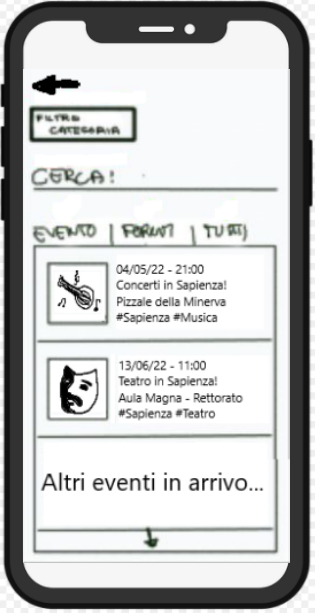 FILTRO
CATEGORIA
CERCA!
EVENTO | FORUM | TUTTI
04/05/22 - 21:00
Concerti in Sapienza!
Pizzale della Minerva
#Sapienza #Musica
13/06/22 - 11:00
Teatro in Sapienza!
Aula Magna - Rettorato
#Sapienza #Teatro
Altri eventi in arrivo...